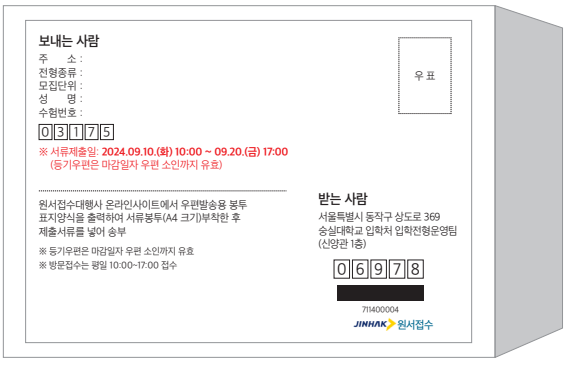 보내는 사람
주 소 :
전형종류 :
모집단위 :
성 명 :
수험번호 :
03175
※ 서류제출일: 2024.09.10.(화) 10:00 ~ 09.20.(금) 17:00
(등기우편은 마감일자 우편 소인까지 유효)
우 표
원서접수대행사 온라인사이트에서 우편발송용 봉투
표지양식을 출력하여 서류봉투(A4 크기)부착한 후
제출서류를 넣어 송부
※ 등기우편은 마감일자 우편 소인까지 유효
※ 방문접수는 평일 10:00~17:00 접수
받는 사람
서울특별시 동작구 상도로 369
숭실대학교 입학처 입학전형운영팀
(신양관 1층)
06978
711400004
JINHAK 원서접수